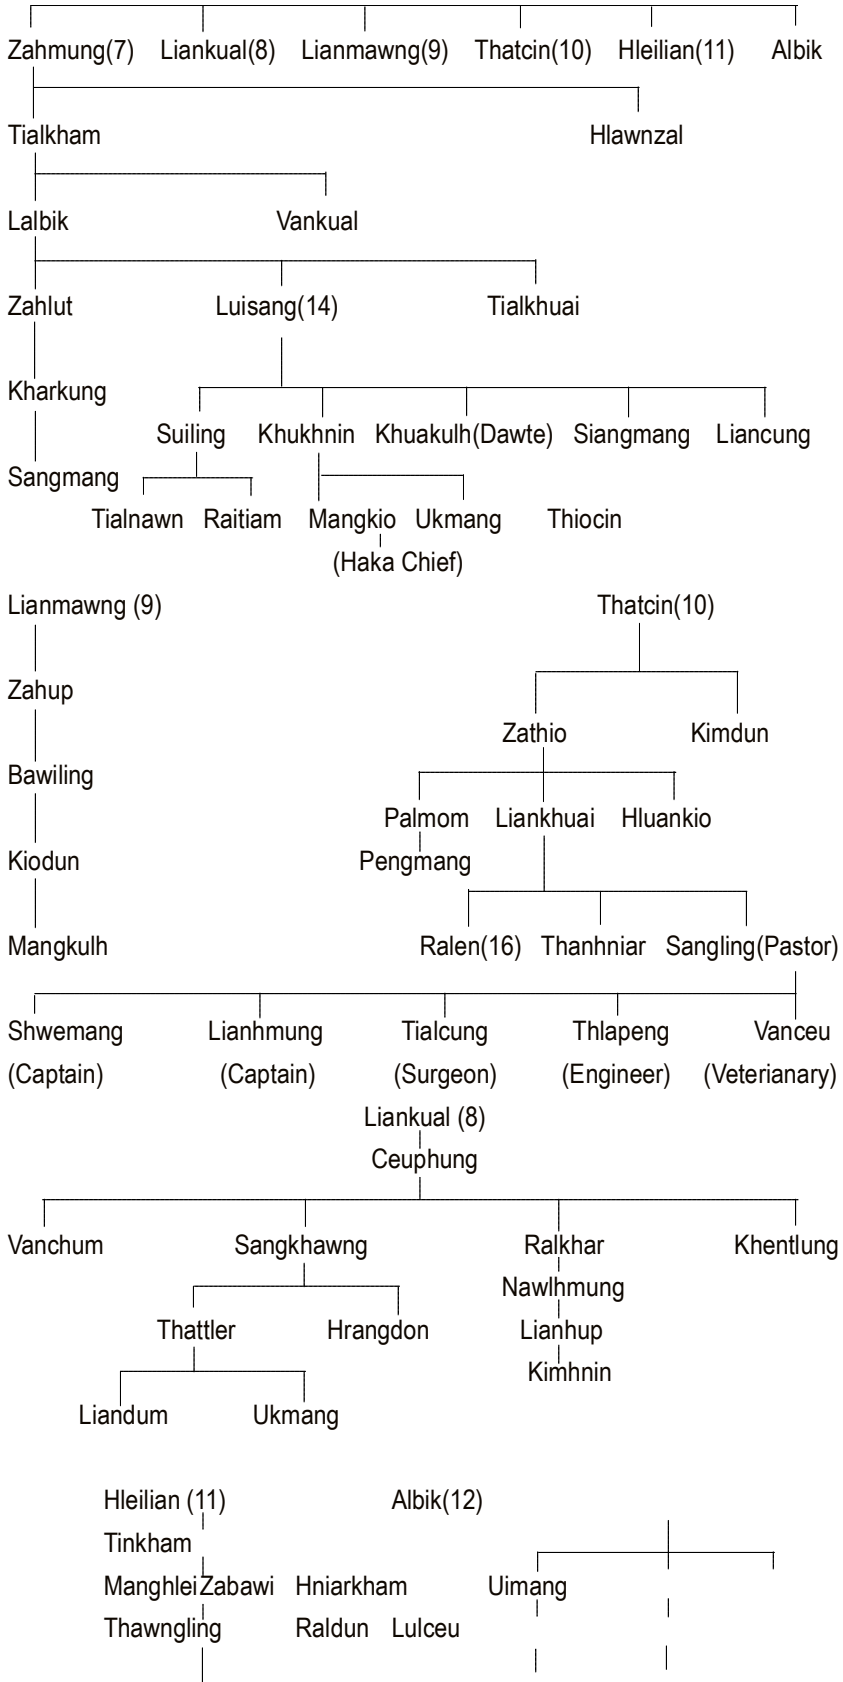 Zahmung(7) Liankual(8) Lianmawng(9) Thatcin(10) Hleilian(11) Albik
Tialkham Hlawnzal
Lalbik Vankual
Zahlut Luisang(14) Tialkhuai
Kharkung
Suiling Khukhnin Khuakulh(Dawte) Siangmang Liancung
Sangmang
Tialnawn Raitiam Mangkio Ukmang Thiocin
(Haka Chief)
Lianmawng (9) Thatcin(10)
Zahup
Zathio Kimdun
Bawiling
Palmom Liankhuai Hluankio
Kiodun Pengmang
Mangkulh Ralen(16) Thanhniar Sangling(Pastor)
Shwemang Lianhmung Tialcung Thlapeng Vanceu
(Captain) (Captain) (Surgeon) (Engineer) (Veterianary)
Liankual (8)
Ceuphung
Vanchum Sangkhawng Ralkhar Khentlung
Nawlhmung
Thattler Hrangdon Lianhup
Kimhnin
Liandum Ukmang
Hleilian (11) Albik(12)
Tinkham
Manghlei Zabawi Hniarkham Uimang
Thawngling Raldun Lulceu